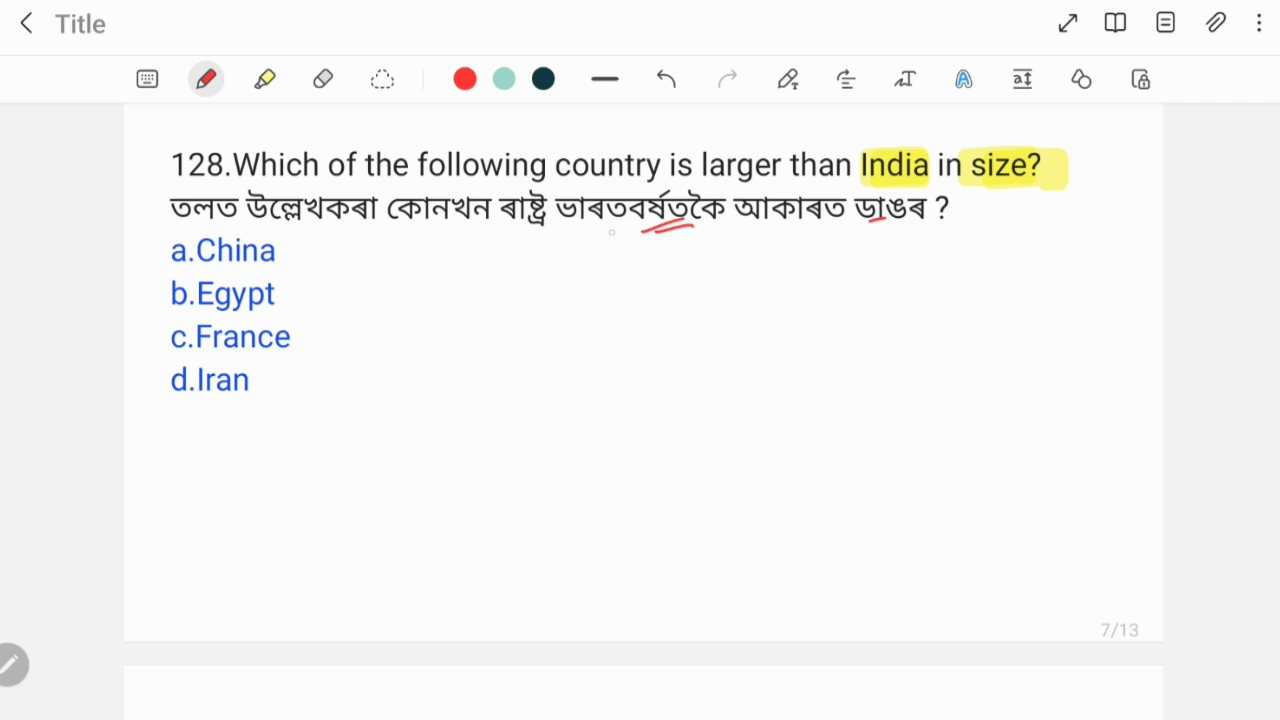 Title
128.Which of the following country is larger than India in size?
তলত উল্লেখকৰা কোনখন ৰাষ্ট্ৰ ভাৰতবৰ্ষতকৈ আকাৰত ডাঙৰ ?
a.China
b.Egypt
c.France
d.Iran
7/13